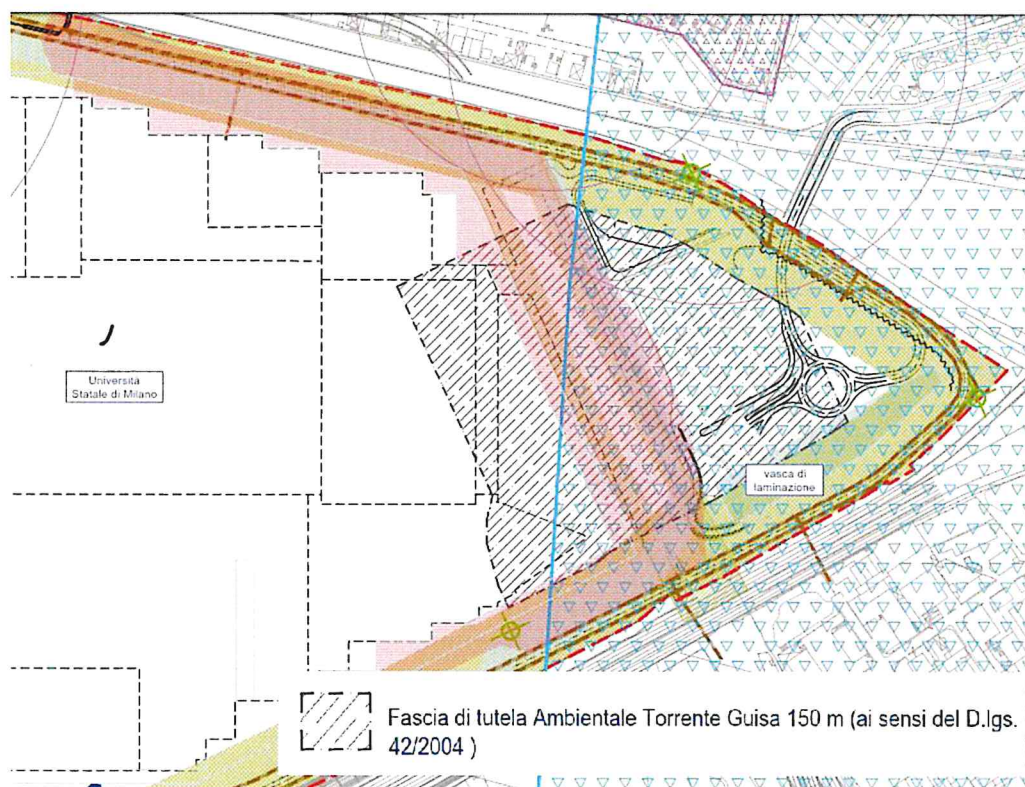 Università
Statale di Milano
vasca di
laminazione
Fascia di tutela Ambientale Torrente Guisa 150 m (ai sensi del D.lgs.
42/2004 )